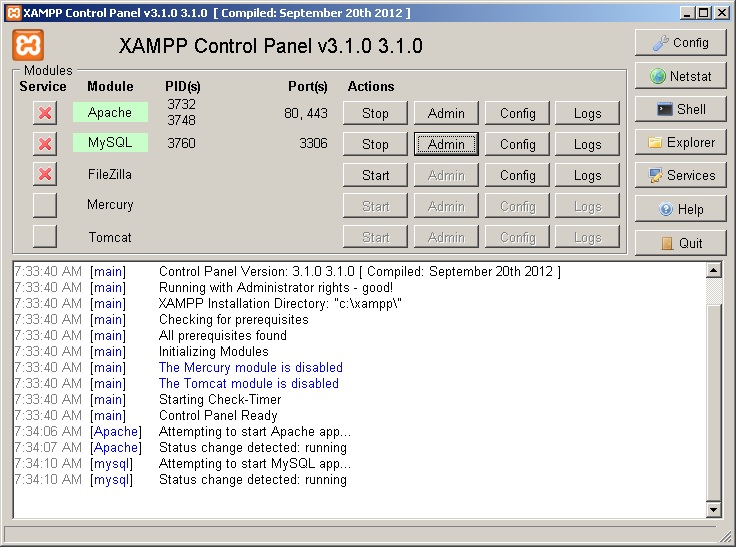 XAMPP Control Panel v3.1.0 3.1.0 [ Compiled: September 20th 2012 ]
XAMPP Control Panel v3.1.0 3.1.0
Config
Netstat
Shell
Explorer
Services
Help
Quit
Modules
Service Module PID(s) Port(s) Actions
Apache 3732 3748 80, 443 Stop Admin Config Logs
MySQL 3760 3306 Stop Admin Config Logs
FileZilla Start Admin Config Logs
Mercury Start Admin Config Logs
Tomcat Start Admin Config Logs
7:33:40 AM [main] Control Panel Version: 3.1.0 3.1.0 [ Compiled: September 20th 2012 ]
7:33:40 AM [main] Running with Administrator rights - good!
7:33:40 AM [main] XAMPP Installation Directory: "c:\xampp\"
7:33:40 AM [main] Checking for prerequisites
7:33:40 AM [main] All prerequisites found
7:33:40 AM [main] Initializing Modules
7:33:40 AM [main] The Mercury module is disabled
7:33:40 AM [main] The Tomcat module is disabled
7:33:40 AM [main] Starting Check-Timer
7:33:40 AM [main] Control Panel Ready
7:34:06 AM [Apache] Attempting to start Apache app...
7:34:07 AM [Apache] Status change detected: running
7:34:10 AM [mysql] Attempting to start MySQL app...
7:34:10 AM [mysql] Status change detected: running